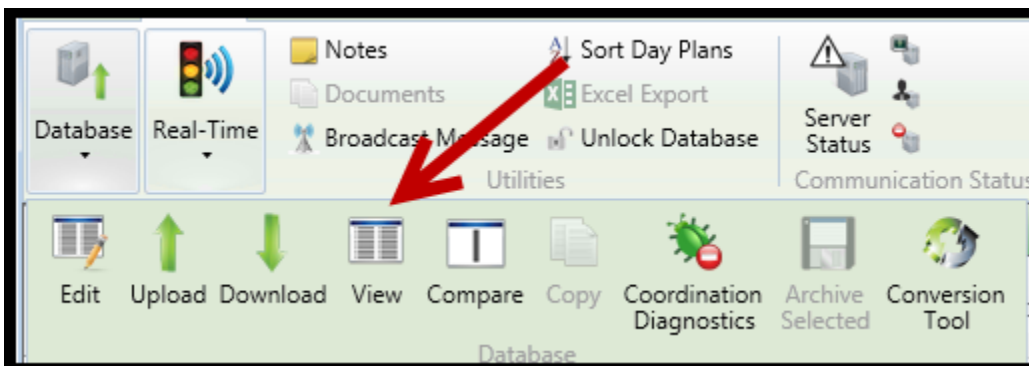 Notes
Sort Day Plans
Documents
Excel Export
Database
Real-Time
Broadcast Message
Unlock Database
Server
Status
Utilities
Communication Status
Edit
Upload
Download
View
Compare
Copy
Coordination
Diagnostics
Archive
Selected
Conversion
Tool
Database